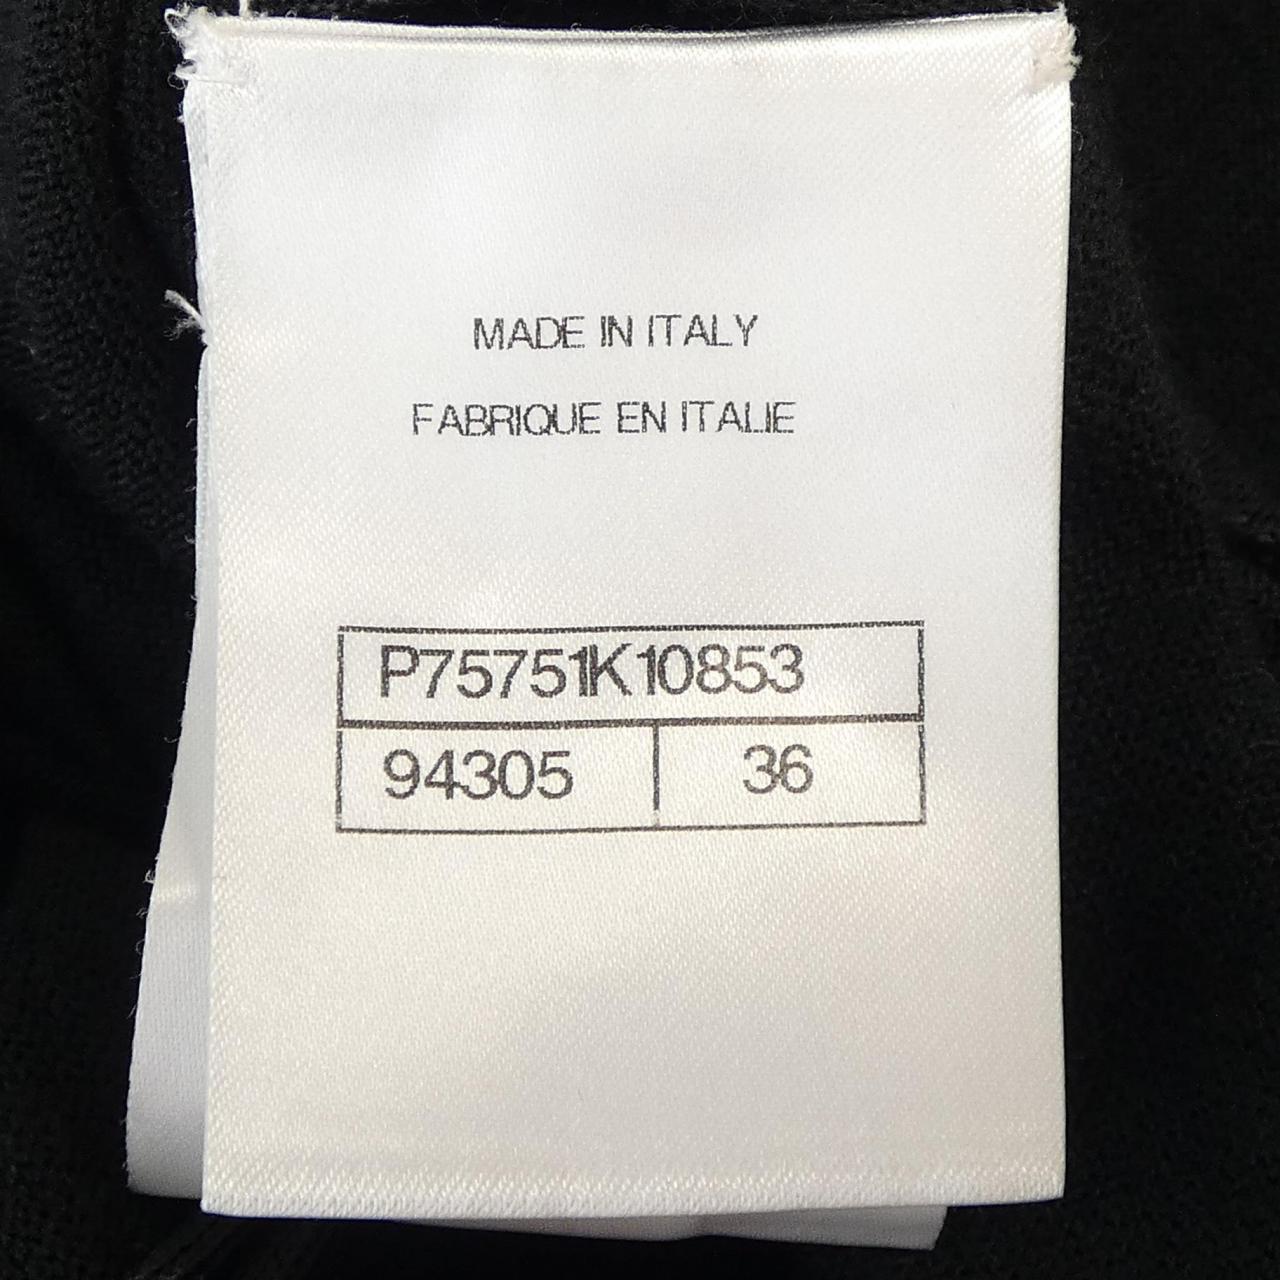 MADE IN ITALY
FABRIQUE EN ITALIE
P75751K10853
94305 36